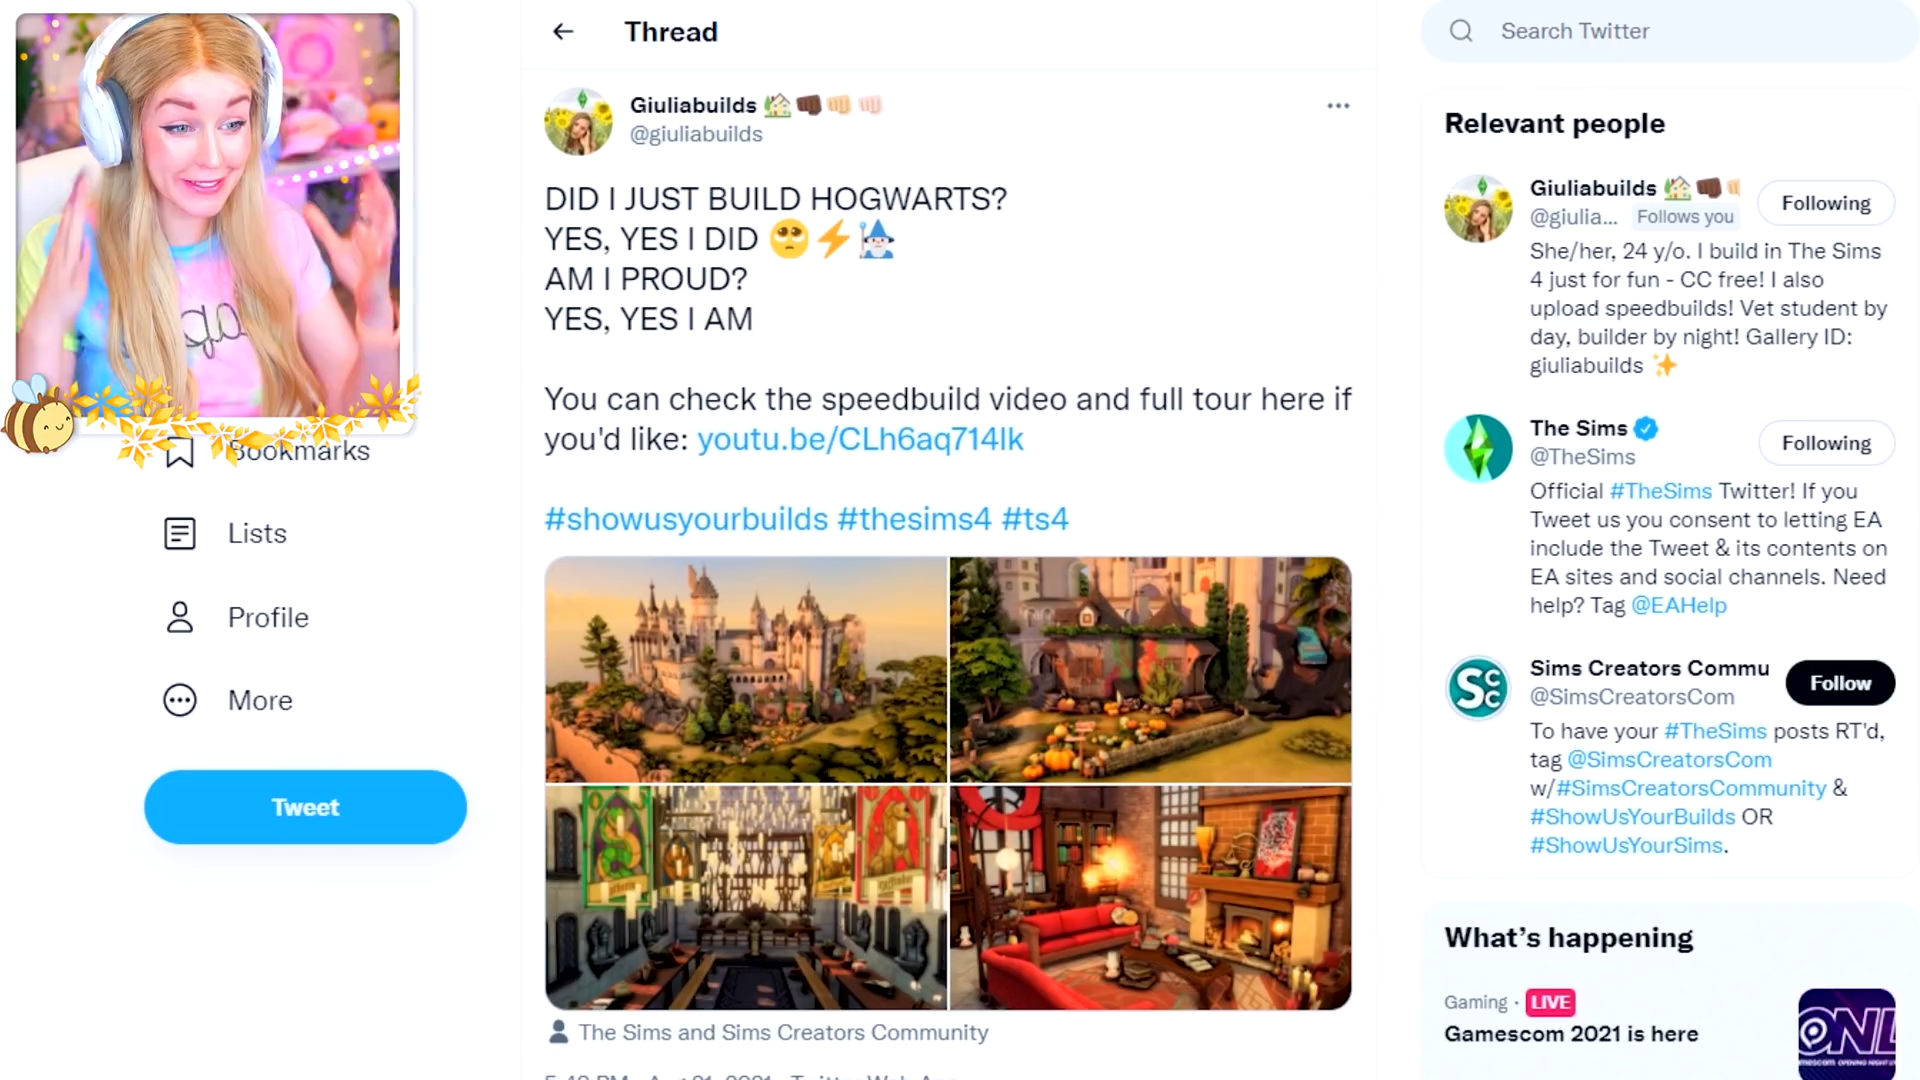 Thread
Giuliabuilds
@giuliabuilds
DID I JUST BUILD HOGWARTS?
YES, YES I DID 🥺⚡🧙‍♂️
AM I PROUD?
YES, YES I AM
You can check the speedbuild video and full tour here if
you'd like: youtu.be/CLh6aq714lk
#showusyourbuilds #thesims4 #ts4
The Sims and Sims Creators Community
Bookmarks
Lists
Profile
More
Tweet
Search Twitter
Relevant people
Giuliabuilds
Following
@giulia... Follows you
She/her, 24 y/o. I build in The Sims
4 just for fun - CC free! I also
upload speedbuilds! Vet student by
day, builder by night! Gallery ID:
giuliabuilds ✨
The Sims
Following
@TheSims
Official #TheSims Twitter! If you
Tweet us you consent to letting EA
include the Tweet & its contents on
EA sites and social channels. Need
help? Tag @EAHelp
Sims Creators Commu
Follow
@SimsCreatorsCom
To have your #TheSims posts RT'd,
tag @SimsCreatorsCom
w/#SimsCreatorsCommunity &
#ShowUsYourBuilds OR
#ShowUsYourSims.
What's happening
Gaming · LIVE
Gamescom 2021 is here
ONL